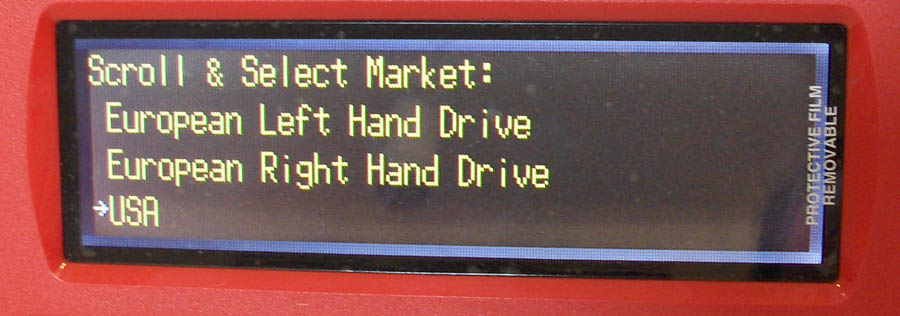 Scroll & Select Market:
European Left Hand Drive
European Right Hand Drive
→USA
PROTECTIVE FILM
REMOVABLE